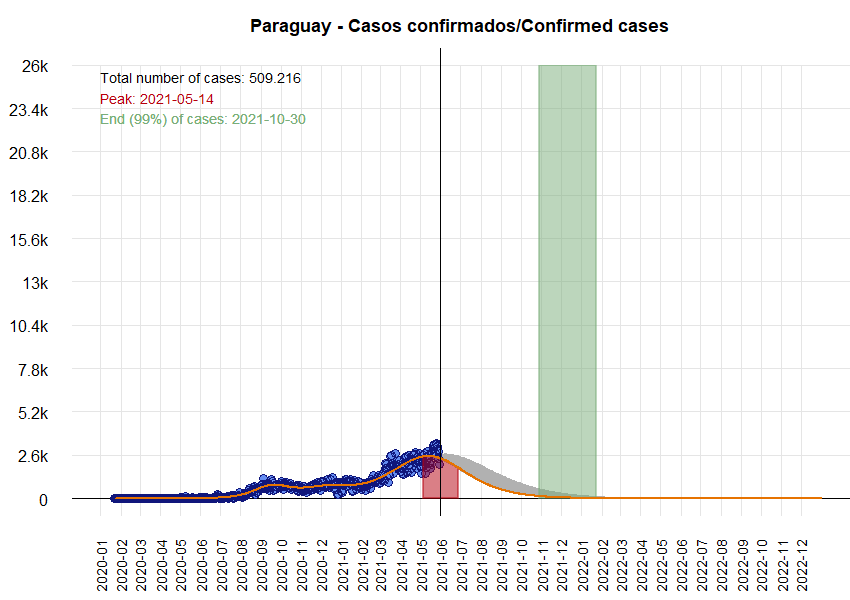 Paraguay - Casos confirmados/Confirmed cases
Total number of cases: 509.216
Peak: 2021-05-14
End (99%) of cases: 2021-10-30
26k
23.4k
20.8k
18.2k
15.6k
13k
10.4k
7.8k
5.2k
2.6k
0
2020-01
2020-02
2020-03
2020-04
2020-05
2020-06
2020-07
2020-08
2020-09
2020-10
2020-11
2020-12
2021-01
2021-02
2021-03
2021-04
2021-05
2021-06
2021-07
2021-08
2021-09
2021-10
2021-11
2021-12
2022-01
2022-02
2022-03
2022-04
2022-05
2022-06
2022-07
2022-08
2022-09
2022-10
2022-11
2022-12